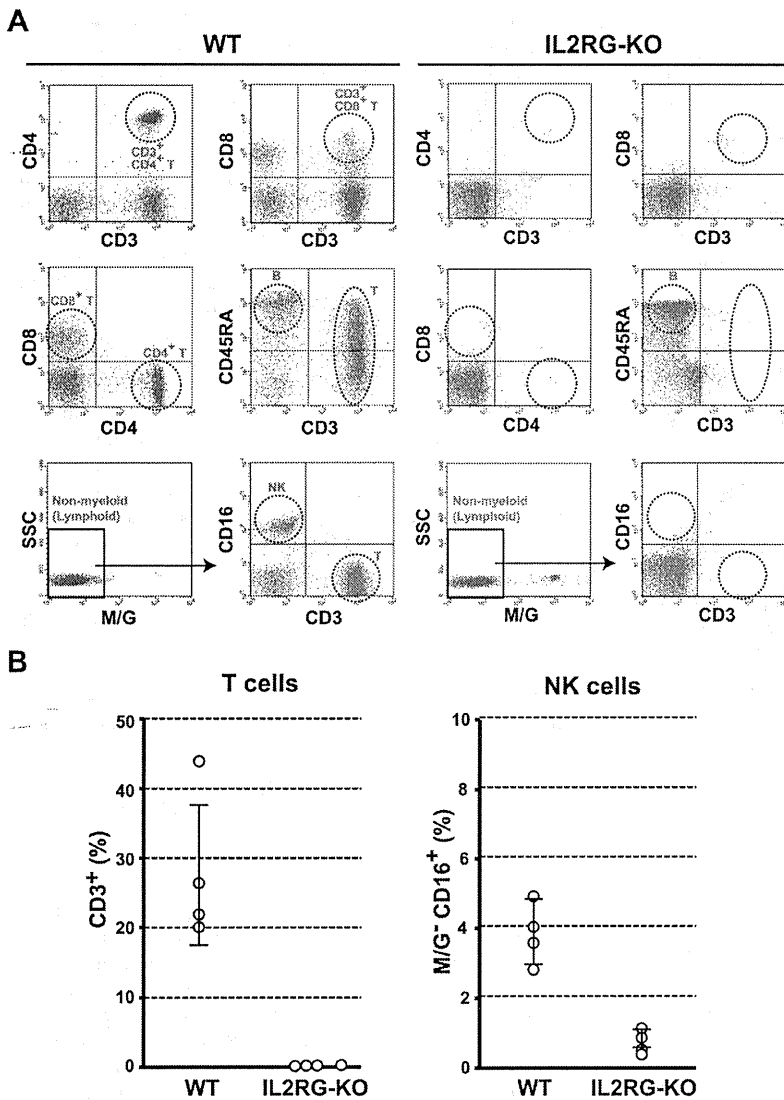 A
WT
IL2RG-KO
CD4
CD3+
CD4+ T
CD3
CD8
CD3+
CD8+ T
CD3
CD4
CD3
CD8
CD3
CD8
CD8+ T
CD4+ T
CD4
CD45RA
B
T
CD3
CD8
CD4
CD45RA
B
CD3
SSC
Non-myeloid
(Lymphoid)
M/G
CD16
NK
T
CD3
SSC
Non-myeloid
(Lymphoid)
M/G
CD16
CD3
B
T cells
CD3+ (%)
50
40
30
20
10
0
WT
IL2RG-KO
NK cells
M/G- CD16+ (%)
10
8
6
4
2
0
WT
IL2RG-KO